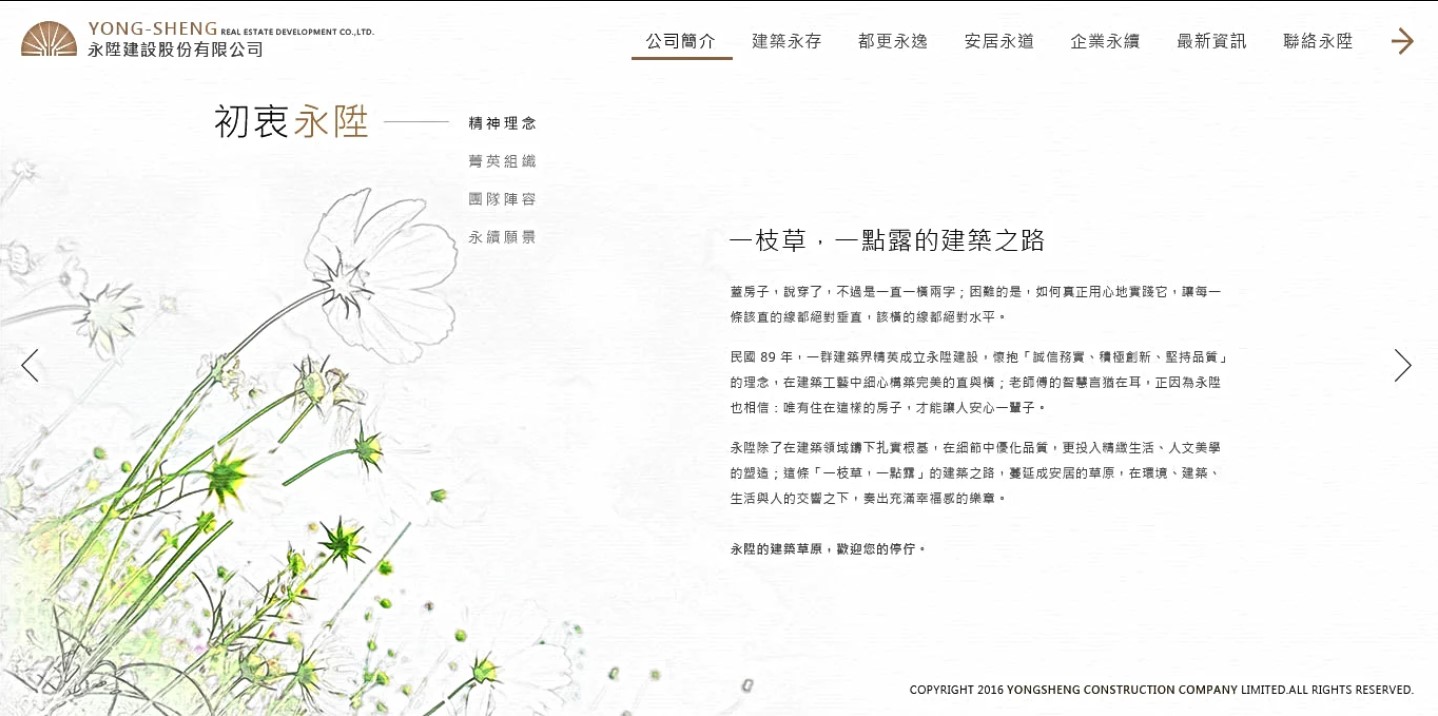 YONG-SHENG REAL ESTATE DEVELOPMENT CO.,LTD.
永陞建設股份有限公司
公司簡介 建築永存 都更永逸 安居永道 企業永續 最新資訊 聯絡永陞
初衷永陞
精神理念
菁英組織
團隊陣容
永續願景
一枝草，一點露的建築之路
蓋房子，說穿了，不過是一直一橫兩字；困難的是，如何真正用心地實踐它，讓每一
條該直的線都絕對垂直，該橫的線都絕對水平。
民國 89 年，一群建築界精英成立永陞建設，懷抱「誠信務實、積極創新、堅持品質」
的理念，在建築工藝中細心構築完美的直與橫；老師傅的智慧言猶在耳，正因為永陞
也相信：唯有住在這樣的房子，才能讓人安心一輩子。
永陞除了在建築領域鑄下扎實根基，在細節中優化品質，更投入精緻生活、人文美學
的塑造；這條「一枝草，一點露」的建築之路，蔓延成安居的草原，在環境、建築、
生活與人的交響之下，奏出充滿幸福感的樂章。
永陞的建築草原，歡迎您的停佇。
COPYRIGHT 2016 YONGSHENG CONSTRUCTION COMPANY LIMITED.ALL RIGHTS RESERVED.